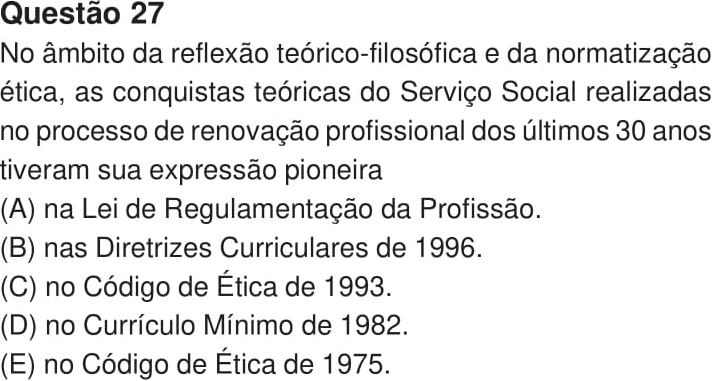 Questão 27
No âmbito da reflexão teórico-filosófica e da normatização
ética, as conquistas teóricas do Serviço Social realizadas
no processo de renovação profissional dos últimos 30 anos
tiveram sua expressão pioneira
(A) na Lei de Regulamentação da Profissão.
(B) nas Diretrizes Curriculares de 1996.
(C) no Código de Ética de 1993.
(D) no Currículo Mínimo de 1982.
(E) no Código de Ética de 1975.